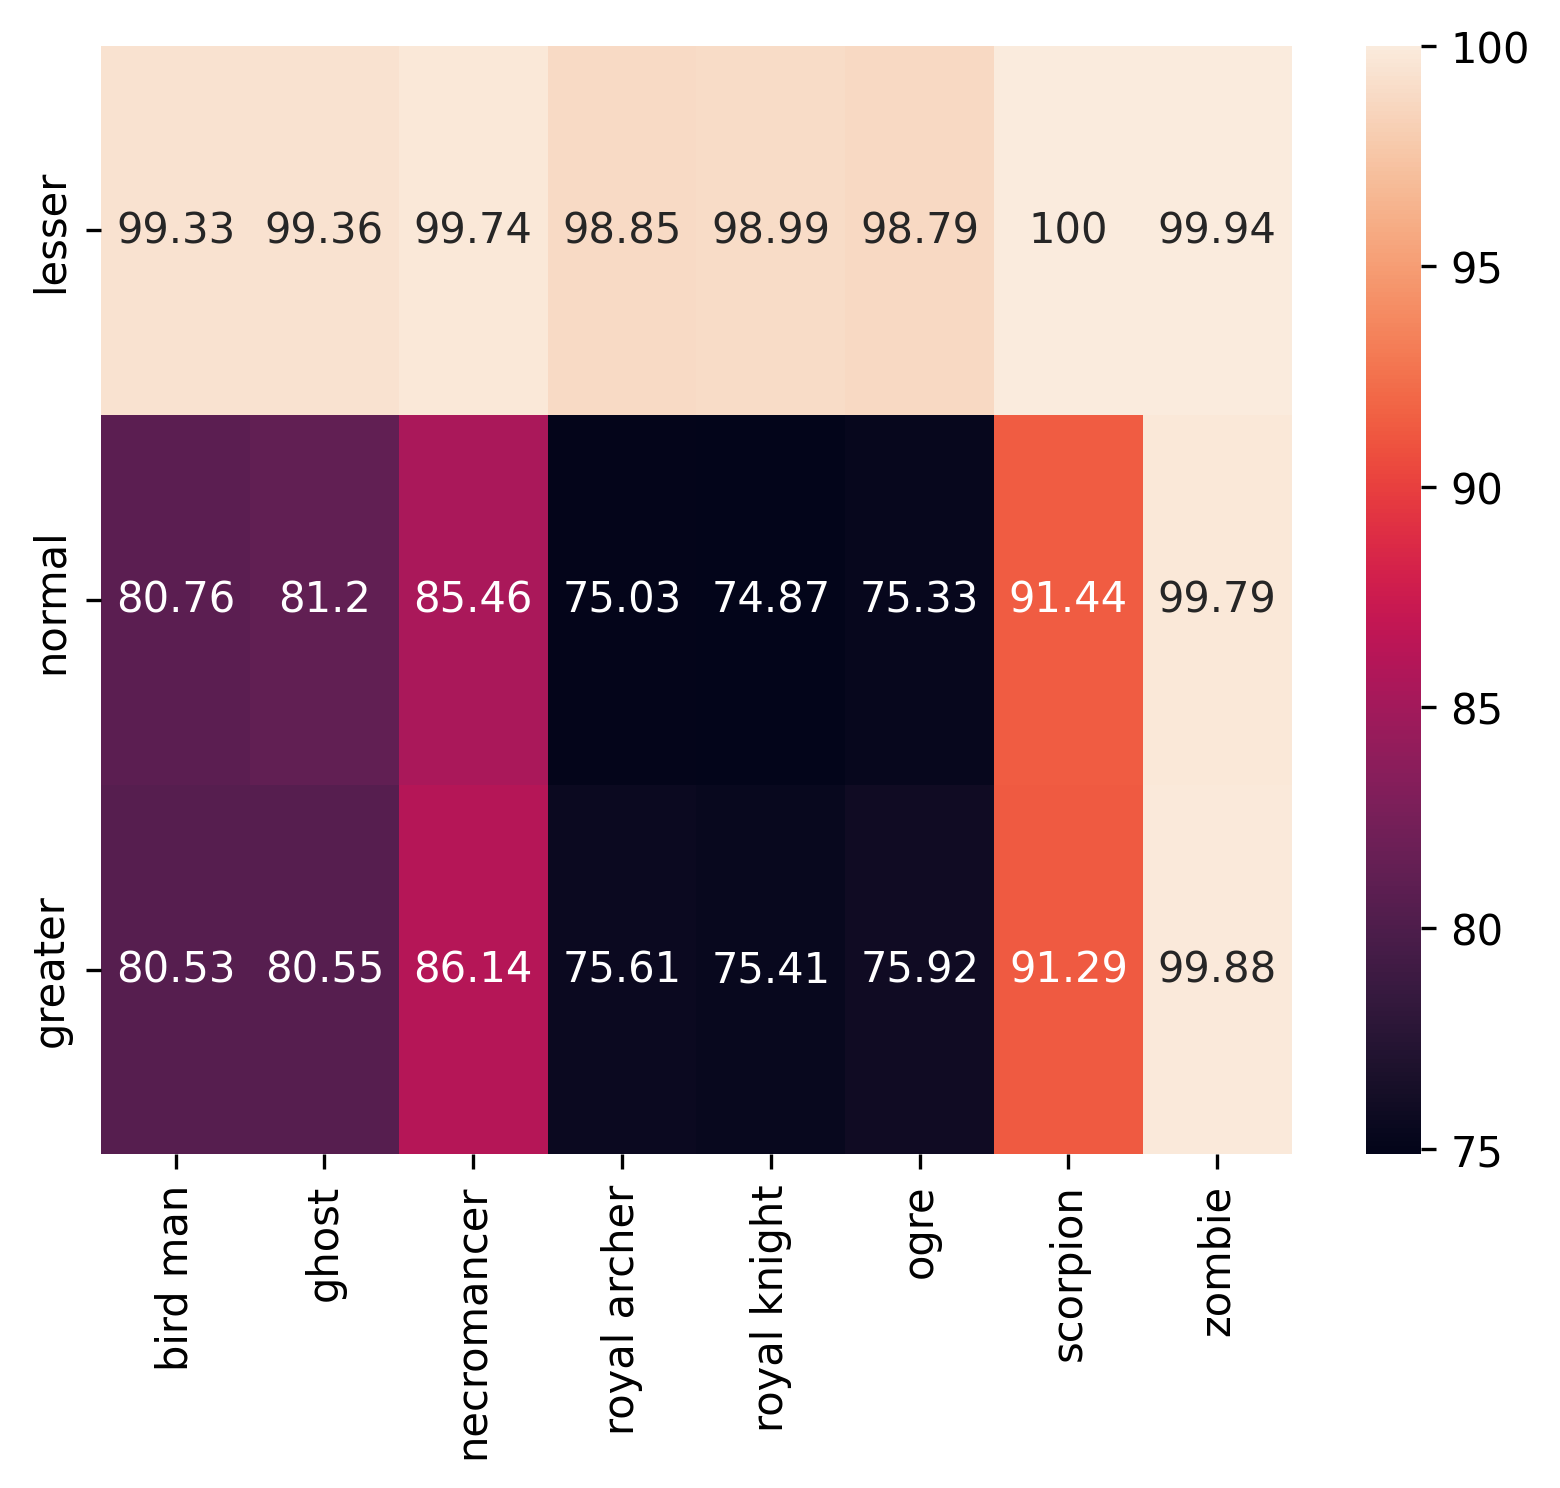 100
lesser 99.33 99.36 99.74 98.85 98.99 98.79 100 99.94
95
90
normal 80.76 81.2 85.46 75.03 74.87 75.33 91.44 99.79
85
80
greater 80.53 80.55 86.14 75.61 75.41 75.92 91.29 99.88
75
bird man
ghost
necromancer
royal archer
royal knight
ogre
scorpion
zombie